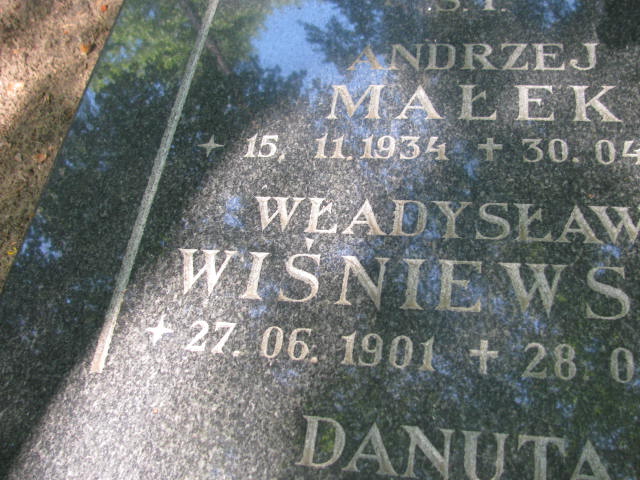 Ś.P.
ANDRZEJ
MAŁEK
15. 11. 1934 + 30. 04
WŁADYSŁAW
WIŚNIEWS
27. 06. 1901 + 28. 0
DANUTA